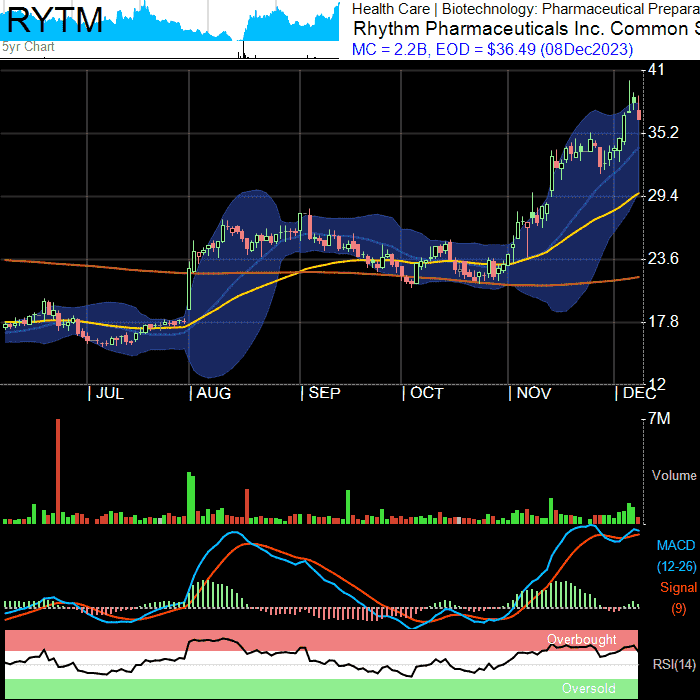 RYTM
5yr Chart
Health Care | Biotechnology: Pharmaceutical Prepara
Rhythm Pharmaceuticals Inc. Common S
MC = 2.2B, EOD = $36.49 (08Dec2023)
41
35.2
29.4
23.6
17.8
12
| JUL | AUG | SEP | OCT | NOV | DEC
7M
Volume
MACD
(12-26)
Signal
(9)
Overbought
RSI(14)
Oversold